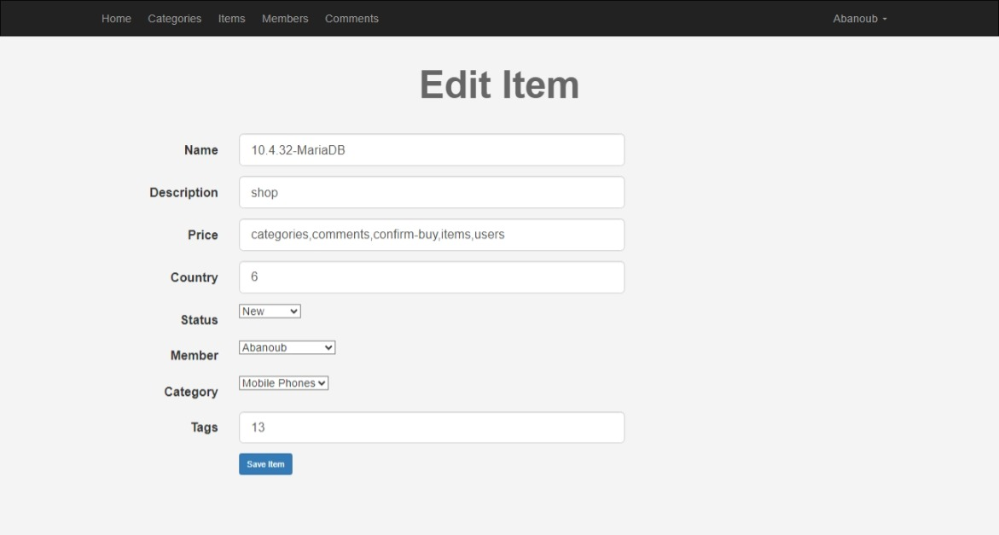 Home Categories Items Members Comments Abanoub
Edit Item
Name 10.4.32-MariaDB
Description shop
Price categories,comments,confirm-buy,items,users
Country 6
Status New
Member Abanoub
Category Mobile Phones
Tags 13
Save Item